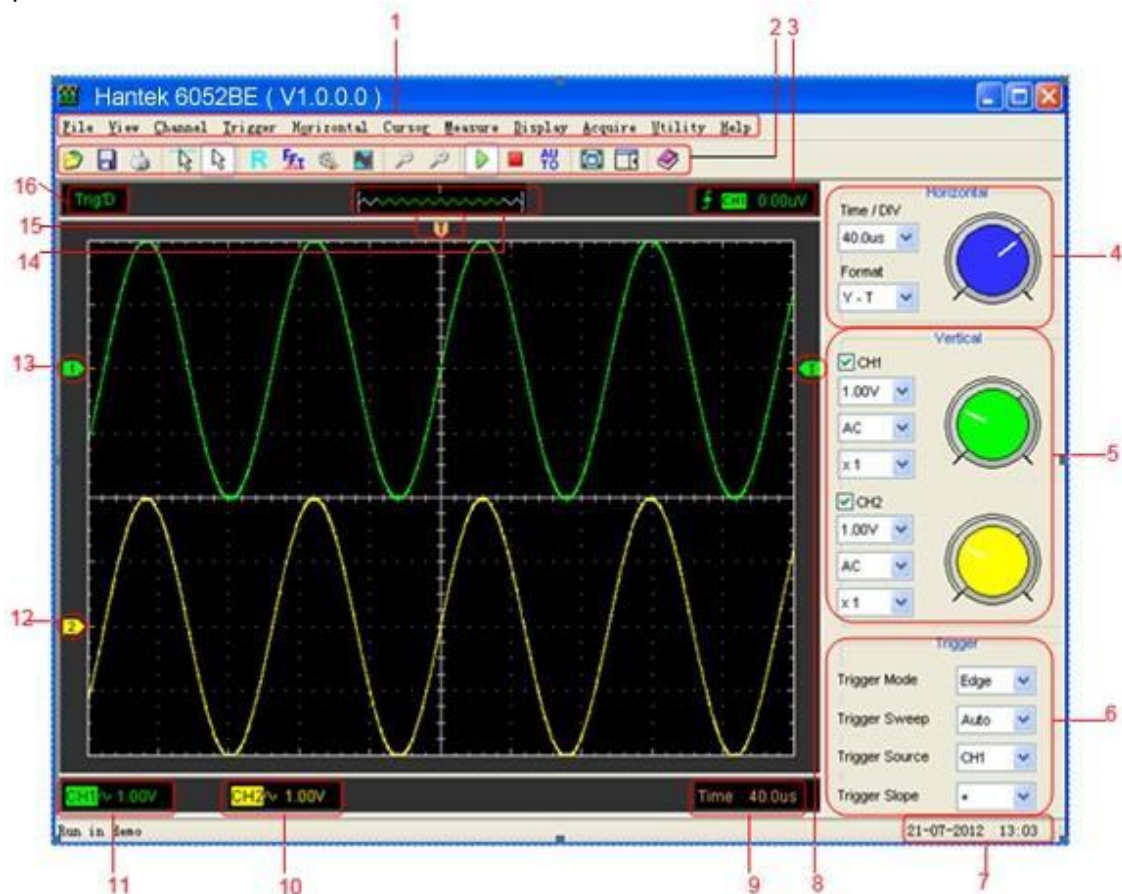 1 2 3
Hantek 6052BE ( V1.0.0.0 )
File View Channel Trigger Horizontal Cursor Measure Display Acquire Utility Help
R FFt AUTO
16 Trig'D T CH1 0.00uV
15 T
14
Horizontal
Time / DIV
40.0us
4
Format
Y - T
Vertical
CH1
1.00V
AC
x 1
5
CH2
1.00V
AC
x 1
13 1
12 2
Trigger
Trigger Mode Edge
Trigger Sweep Auto
6
Trigger Source CH1
Trigger Slope +
CH1 1.00V CH2 1.00V Time 40.0us
Run in demo 21-07-2012 13:03
11 10 9 8 7